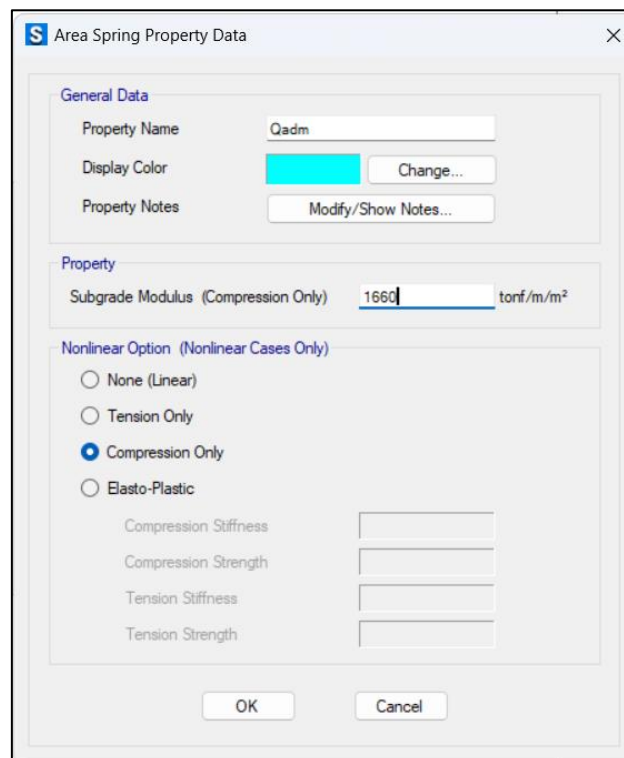 S Area Spring Property Data
General Data
Property Name Qadm
Display Color Change...
Property Notes Modify/Show Notes...
Property
Subgrade Modulus (Compression Only) 1660 tonf/m/m²
Nonlinear Option (Nonlinear Cases Only)
None (Linear)
Tension Only
Compression Only
Elasto-Plastic
Compression Stiffness
Compression Strength
Tension Stiffness
Tension Strength
OK Cancel